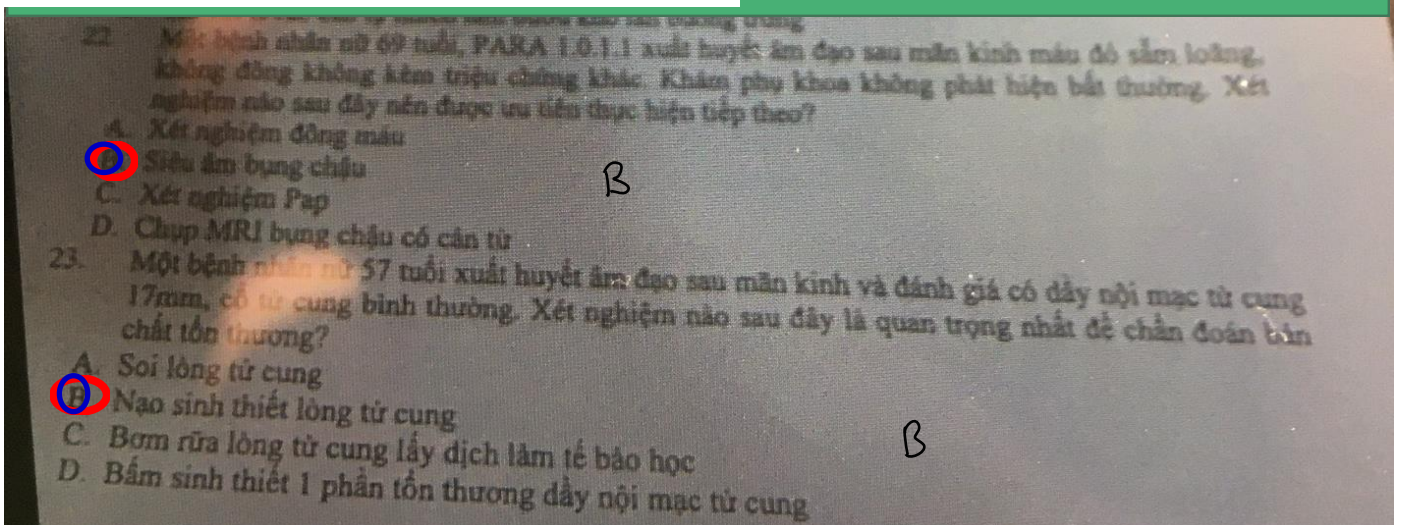 22 Một bệnh nhân nữ 69 tuổi, PARA 1.0.1.1 xuất huyết âm đạo sau mãn kinh máu đỏ sẫm loãng,
không đông không kèm triệu chứng khác. Khám phụ khoa không phát hiện bất thường. Xét
nghiệm nào sau đây nên được ưu tiên thực hiện tiếp theo?
A. Xét nghiệm đông máu
B. Siêu âm bụng chậu
B
C. Xét nghiệm Pap
D. Chụp MRI bụng chậu có cản từ
23. Một bệnh nhân nữ 57 tuổi xuất huyết âm đạo sau mãn kinh và đánh giá có dầy nội mạc tử cung
17mm, cổ tử cung bình thường. Xét nghiệm nào sau đây là quan trọng nhất để chẩn đoán bản
chất tổn thương?
A. Soi lòng tử cung
B. Nạo sinh thiết lòng tử cung
B
C. Bơm rữa lòng tử cung lấy dịch làm tế bào học
D. Bấm sinh thiết 1 phần tổn thương dầy nội mạc tử cung